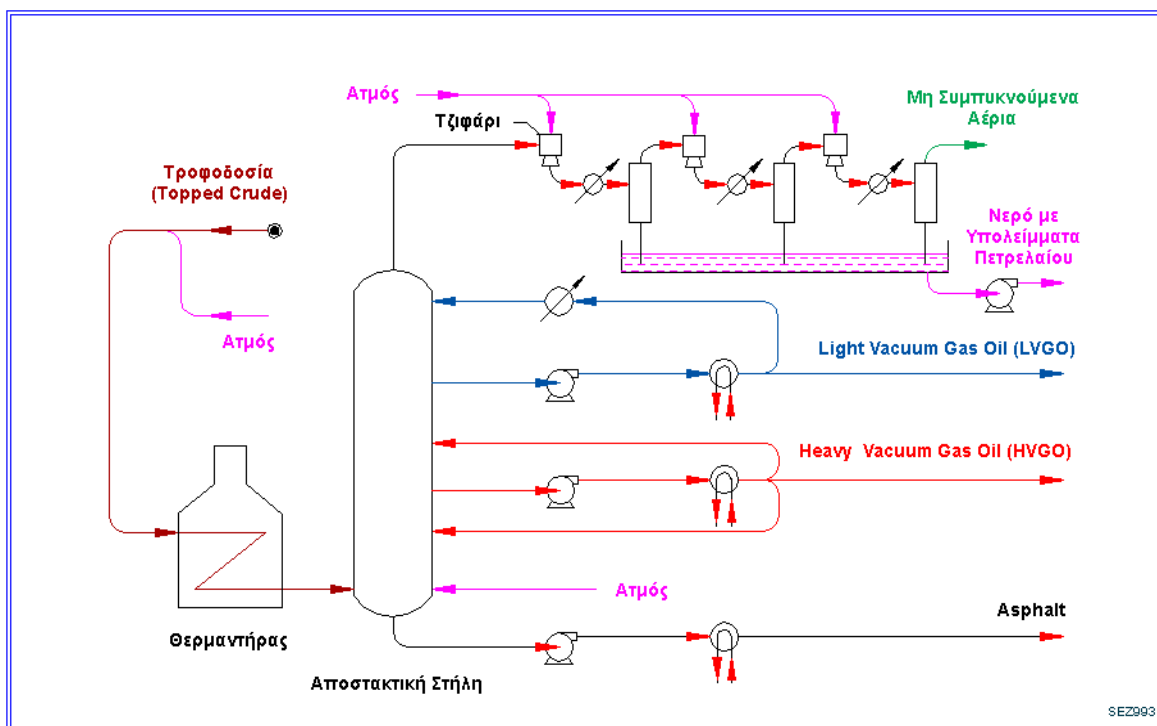 Ατμός
Τζιφάρι
Μη Συμπυκνούμενα
Αέρια
Τροφοδοσία
(Topped Crude)
Νερό με
Υπολείμματα
Πετρελαίου
Ατμός
Light Vacuum Gas Oil (LVGO)
Heavy Vacuum Gas Oil (HVGO)
Ατμός
Asphalt
Θερμαντήρας
Αποστακτική Στήλη
SEZ993